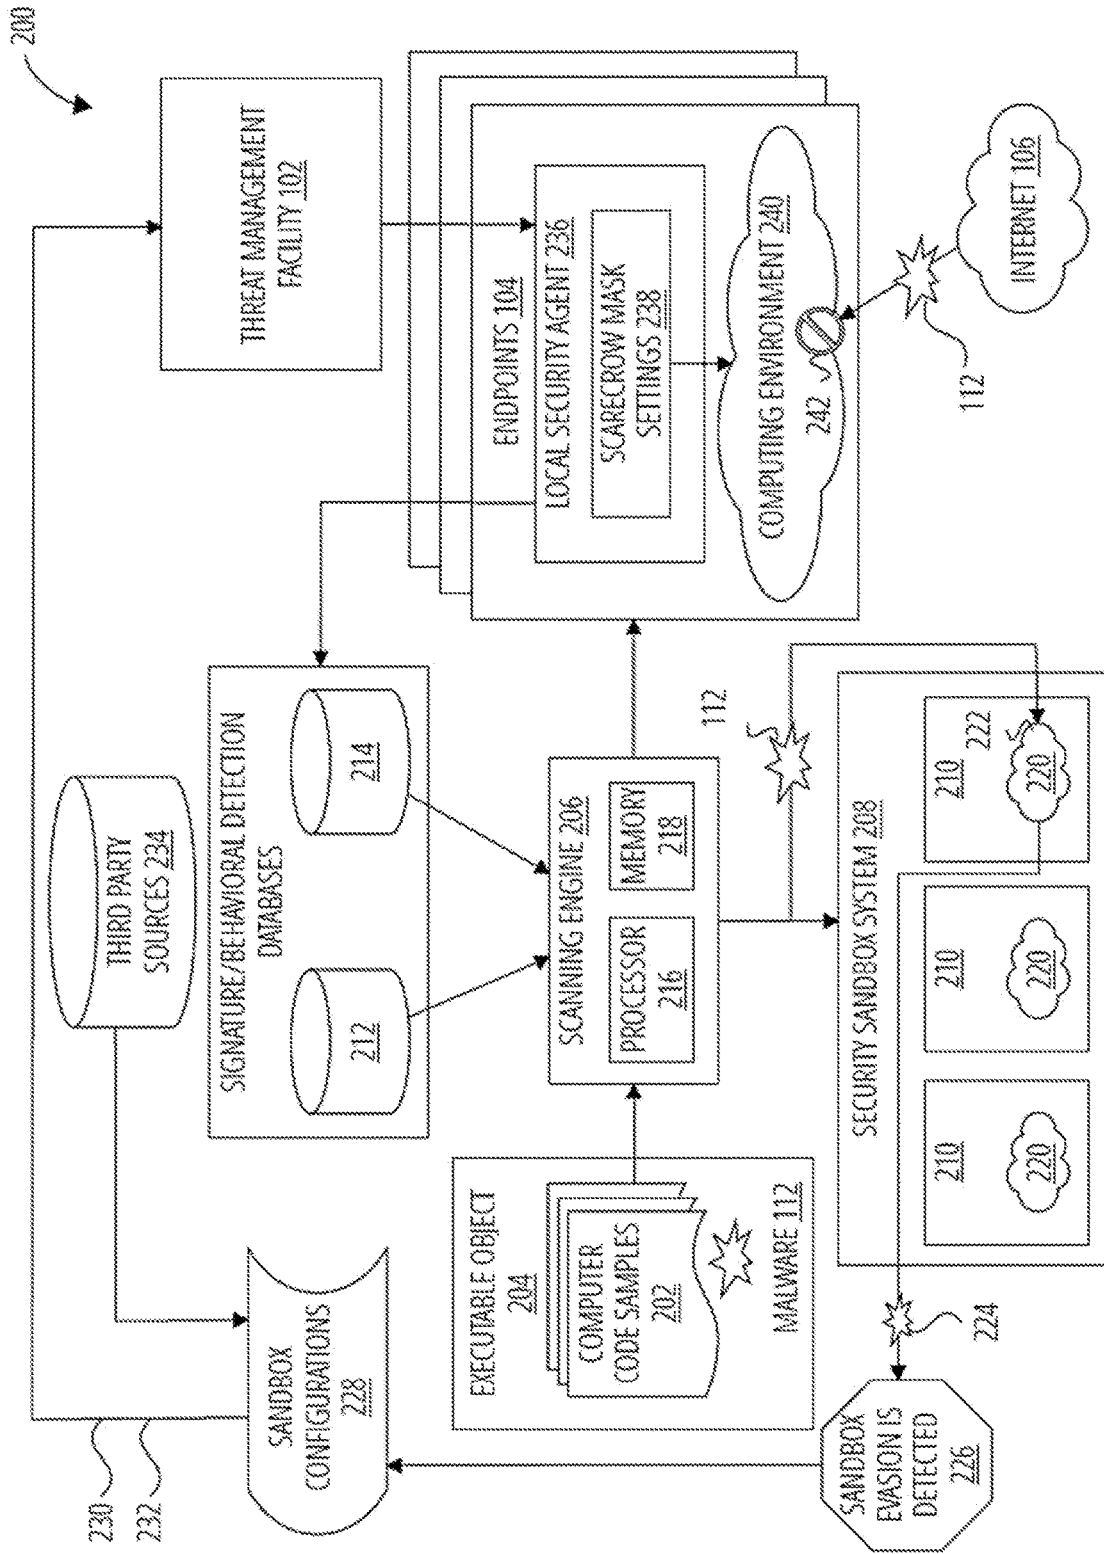 200
230
232
THIRD PARTY
SOURCES 234
THREAT MANAGEMENT
FACILITY 102
SANDBOX
CONFIGURATIONS
228
SIGNATURE/BEHAVIORAL DETECTION
DATABASES
212
214
ENDPOINTS 104
LOCAL SECURITY AGENT 236
SCARECROW MASK
SETTINGS 238
COMPUTING ENVIRONMENT 240
242
EXECUTABLE OBJECT
204
COMPUTER
CODE SAMPLES
202
MALWARE 112
SCANNING ENGINE 206
PROCESSOR
216
MEMORY
218
112
112
INTERNET 106
SANDBOX
EVASION IS
DETECTED
226
224
SECURITY SANDBOX SYSTEM 208
210
220
210
220
210
222
220